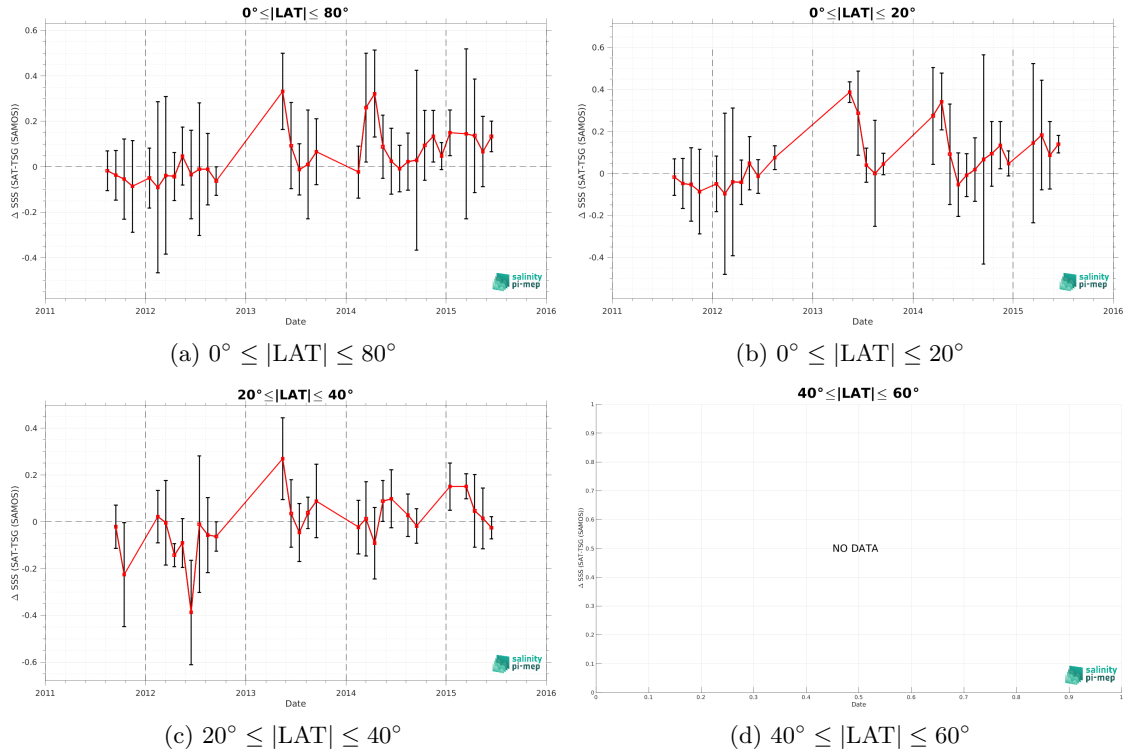 0°≤|LAT|≤ 80°
Δ SSS (SAT-TSG (SAMOS))
0.6
0.4
0.2
0
-0.2
-0.4
2011 2012 2013 2014 2015 2016
Date
salinity
pi-mep
(a) 0° ≤ |LAT| ≤ 80°
0°≤|LAT|≤ 20°
Δ SSS (SAT-TSG (SAMOS))
0.6
0.4
0.2
0
-0.2
-0.4
2011 2012 2013 2014 2015 2016
Date
salinity
pi-mep
(b) 0° ≤ |LAT| ≤ 20°
20°≤|LAT|≤ 40°
Δ SSS (SAT-TSG (SAMOS))
0.4
0.2
0
-0.2
-0.4
-0.6
2011 2012 2013 2014 2015 2016
Date
salinity
pi-mep
(c) 20° ≤ |LAT| ≤ 40°
40°≤|LAT|≤ 60°
Δ SSS (SAT-TSG (SAMOS))
1
0.9
0.8
0.7
0.6
0.5
0.4
0.3
0.2
0.1
0
NO DATA
0 0.1 0.2 0.3 0.4 0.5 0.6 0.7 0.8 0.9 1
Date
salinity
pi-mep
(d) 40° ≤ |LAT| ≤ 60°